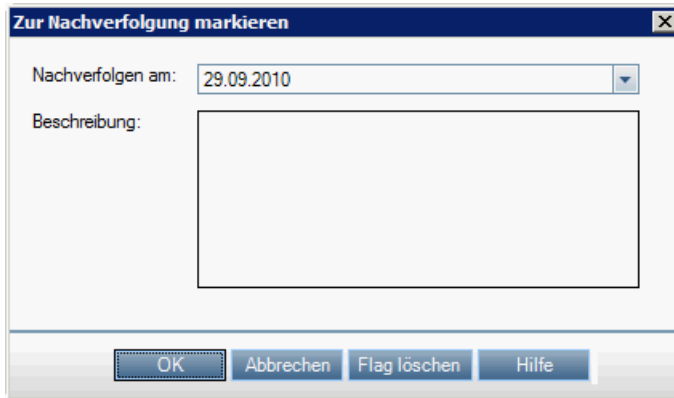 Zur Nachverfolgung markieren
Nachverfolgen am: 29.09.2010
Beschreibung:
OK Abbrechen Flag löschen Hilfe